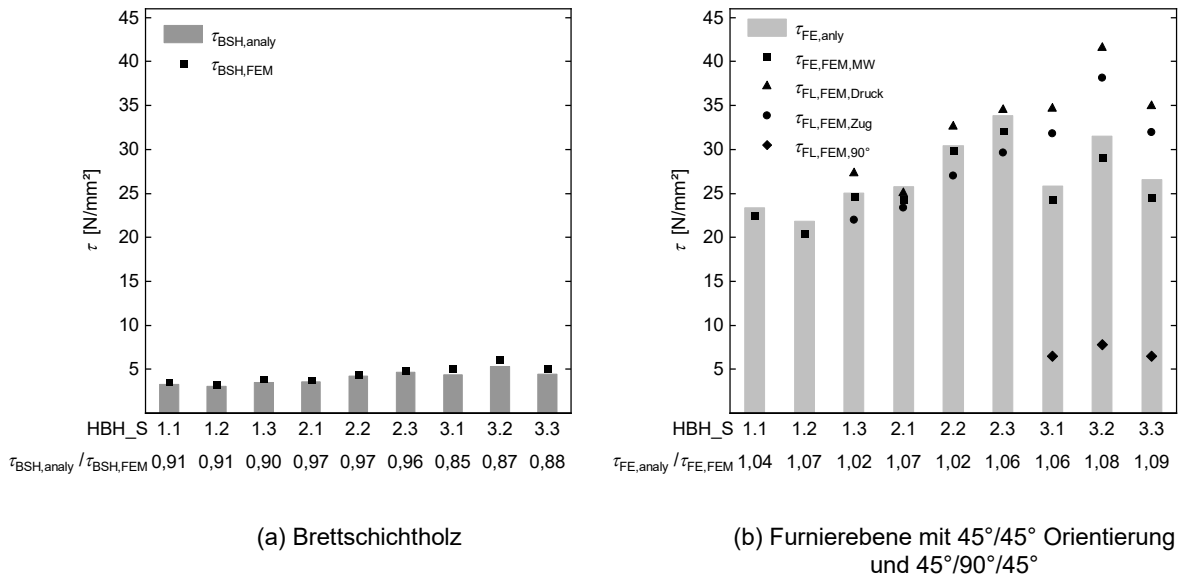 45
40
35
30
25
20
15
10
5
τ [N/mm²]
τBSH,analy
τBSH,FEM
HBH_S 1.1 1.2 1.3 2.1 2.2 2.3 3.1 3.2 3.3
τBSH,analy /τBSH,FEM 0,91 0,91 0,90 0,97 0,97 0,96 0,85 0,87 0,88
(a) Brettschichtholz
45
40
35
30
25
20
15
10
5
τ [N/mm²]
τFE,anly
τFE,FEM,MW
τFL,FEM,Druck
τFL,FEM,Zug
τFL,FEM,90°
HBH_S 1.1 1.2 1.3 2.1 2.2 2.3 3.1 3.2 3.3
τFE,analy /τFE,FEM 1,04 1,07 1,02 1,07 1,02 1,06 1,06 1,08 1,09
(b) Furnierebene mit 45°/45° Orientierung
und 45°/90°/45°